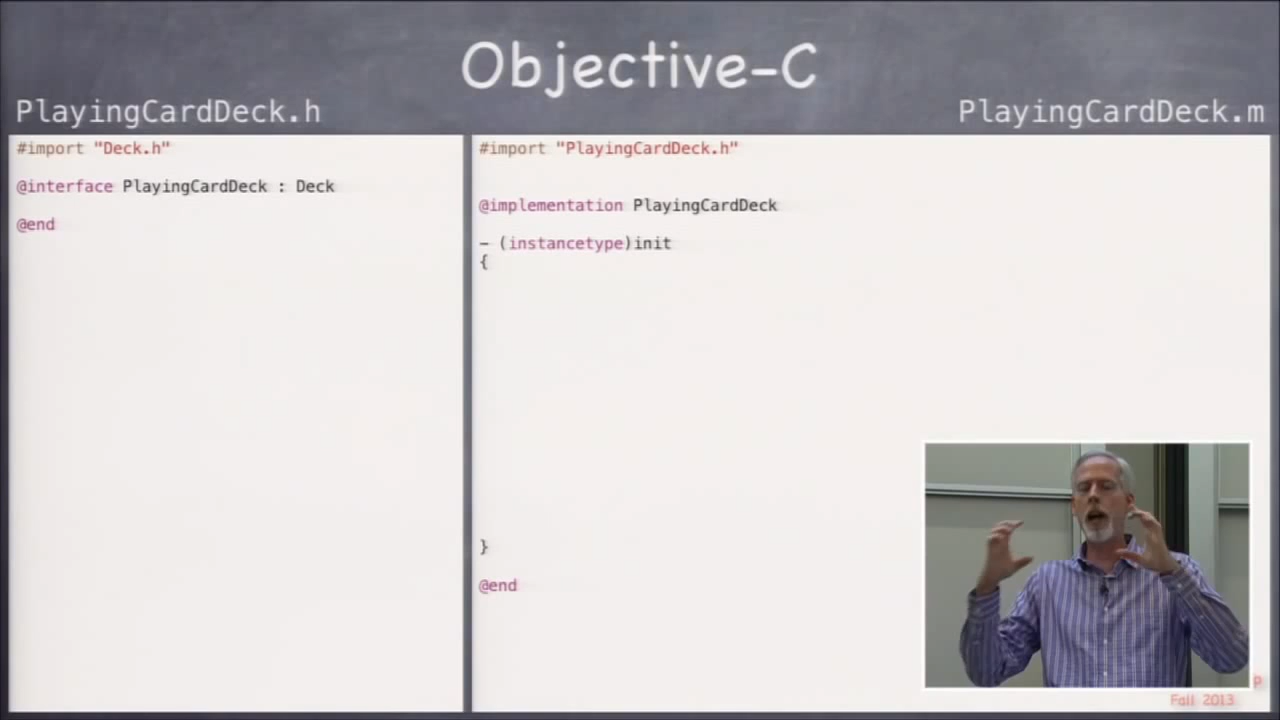 Objective-C
PlayingCardDeck.h
PlayingCardDeck.m
#import "Deck.h"
@interface PlayingCardDeck : Deck
@end
#import "PlayingCardDeck.h"
@implementation PlayingCardDeck
- (instancetype)init
{
}
@end
Fall 2013